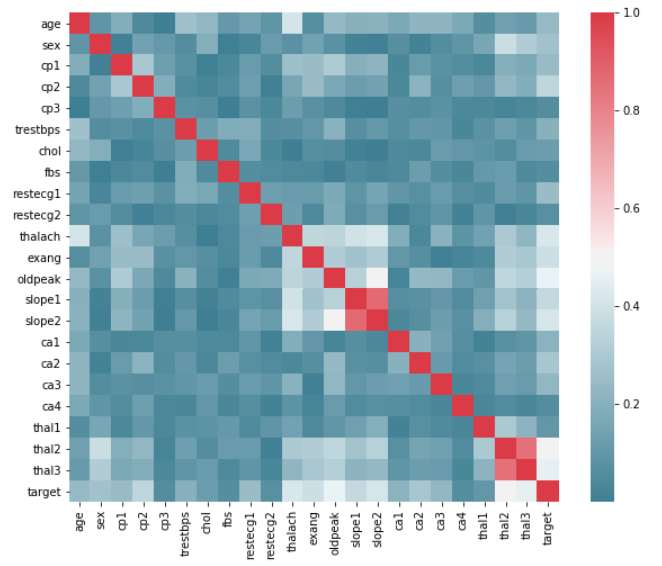 age
sex
cp1
cp2
cp3
trestbps
chol
fbs
restecg1
restecg2
thalach
exang
oldpeak
slope1
slope2
ca1
ca2
ca3
ca4
thal1
thal2
thal3
target
age sex cp1 cp2 cp3 trestbps chol fbs restecg1 restecg2 thalach exang oldpeak slope1 slope2 ca1 ca2 ca3 ca4 thal1 thal2 thal3 target
1.0
0.8
0.6
0.4
0.2